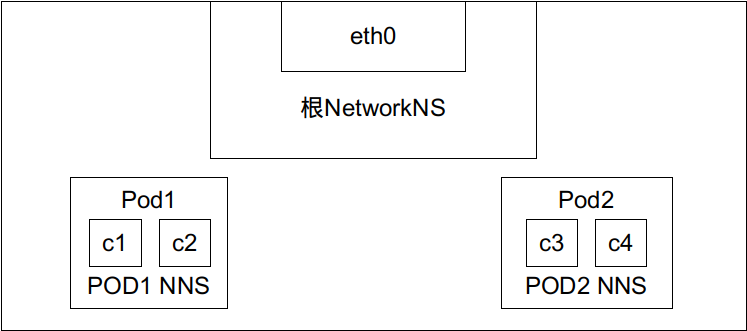 eth0
根NetworkNS
Pod1
c1 c2
POD1 NNS
Pod2
c3 c4
POD2 NNS